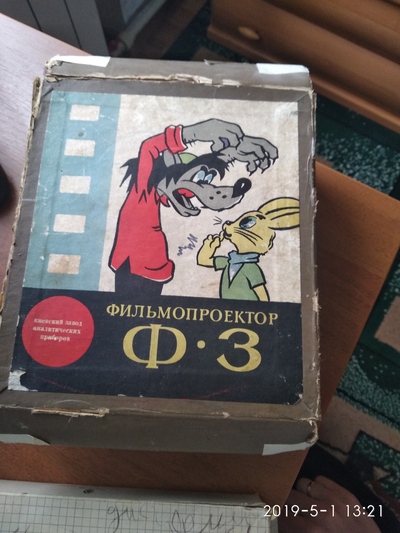 киевский завод
аналитических
приборов
ФИЛЬМОПРОЕКТОР
Ф·3
2019-5-1 13:21